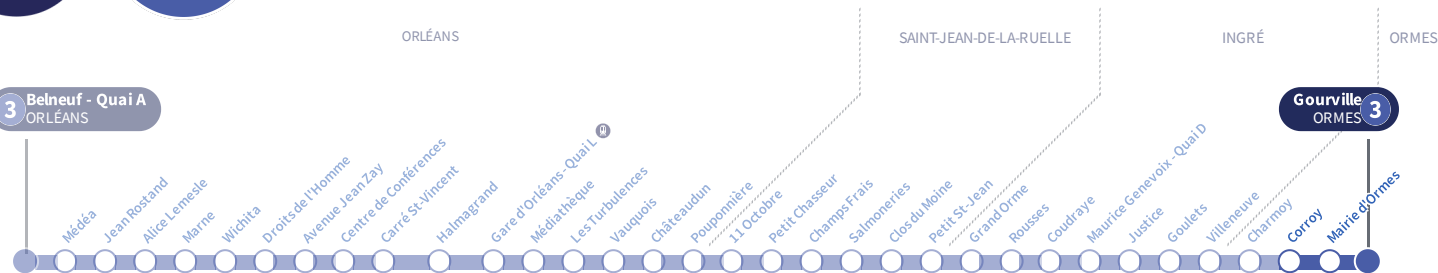 ORLÉANS
SAINT-JEAN-DE-LA-RUELLE
INGRÉ
ORMES
3
Belneuf - Quai A
ORLÉANS
Gourville
ORMES
3
Médéa
Jean Rostand
Alice Lemesle
Marne
Wichita
Droits de l'Homme
Avenue Jean Zay
Centre de Conférences
Carré St-Vincent
Halmagrand
Gare d'Orléans - Quai L
Médiathèque
Les Turbulences
Vauquois
Châteaudun
Pouponnière
11 Octobre
Petit Chasseur
Champs Frais
Salmoneries
Clos du Moine
Petit St-Jean
Grand Orme
Rousses
Coudraye
Maurice Genevoix - Quai D
Justice
Goulets
Villeneuve
Charmoy
Corroy
Mairie d'Ormes